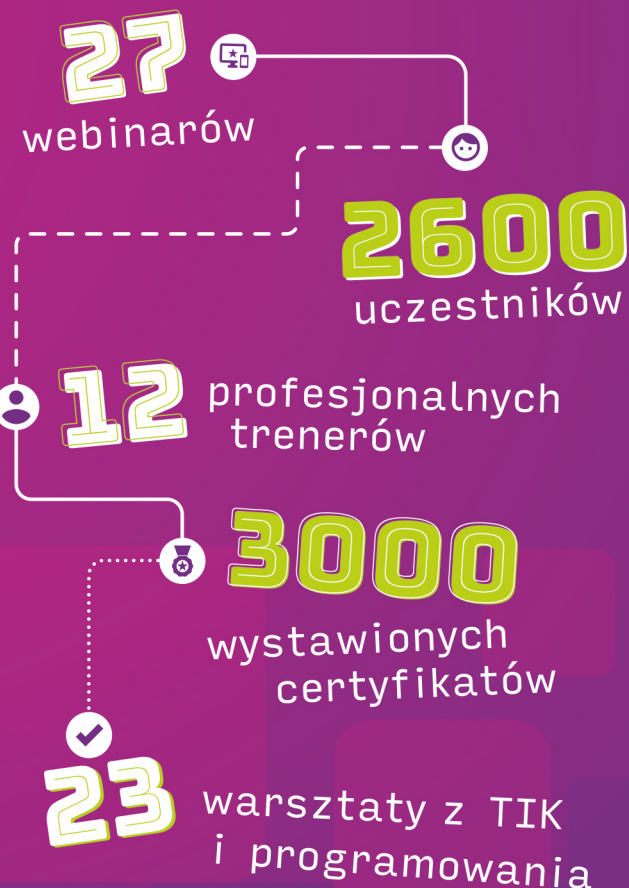 27
webinarów
2600
uczestników
12
profesjonalnych
trenerów
3000
wystawionych
certyfikatów
23
warsztaty z TIK
i programowania